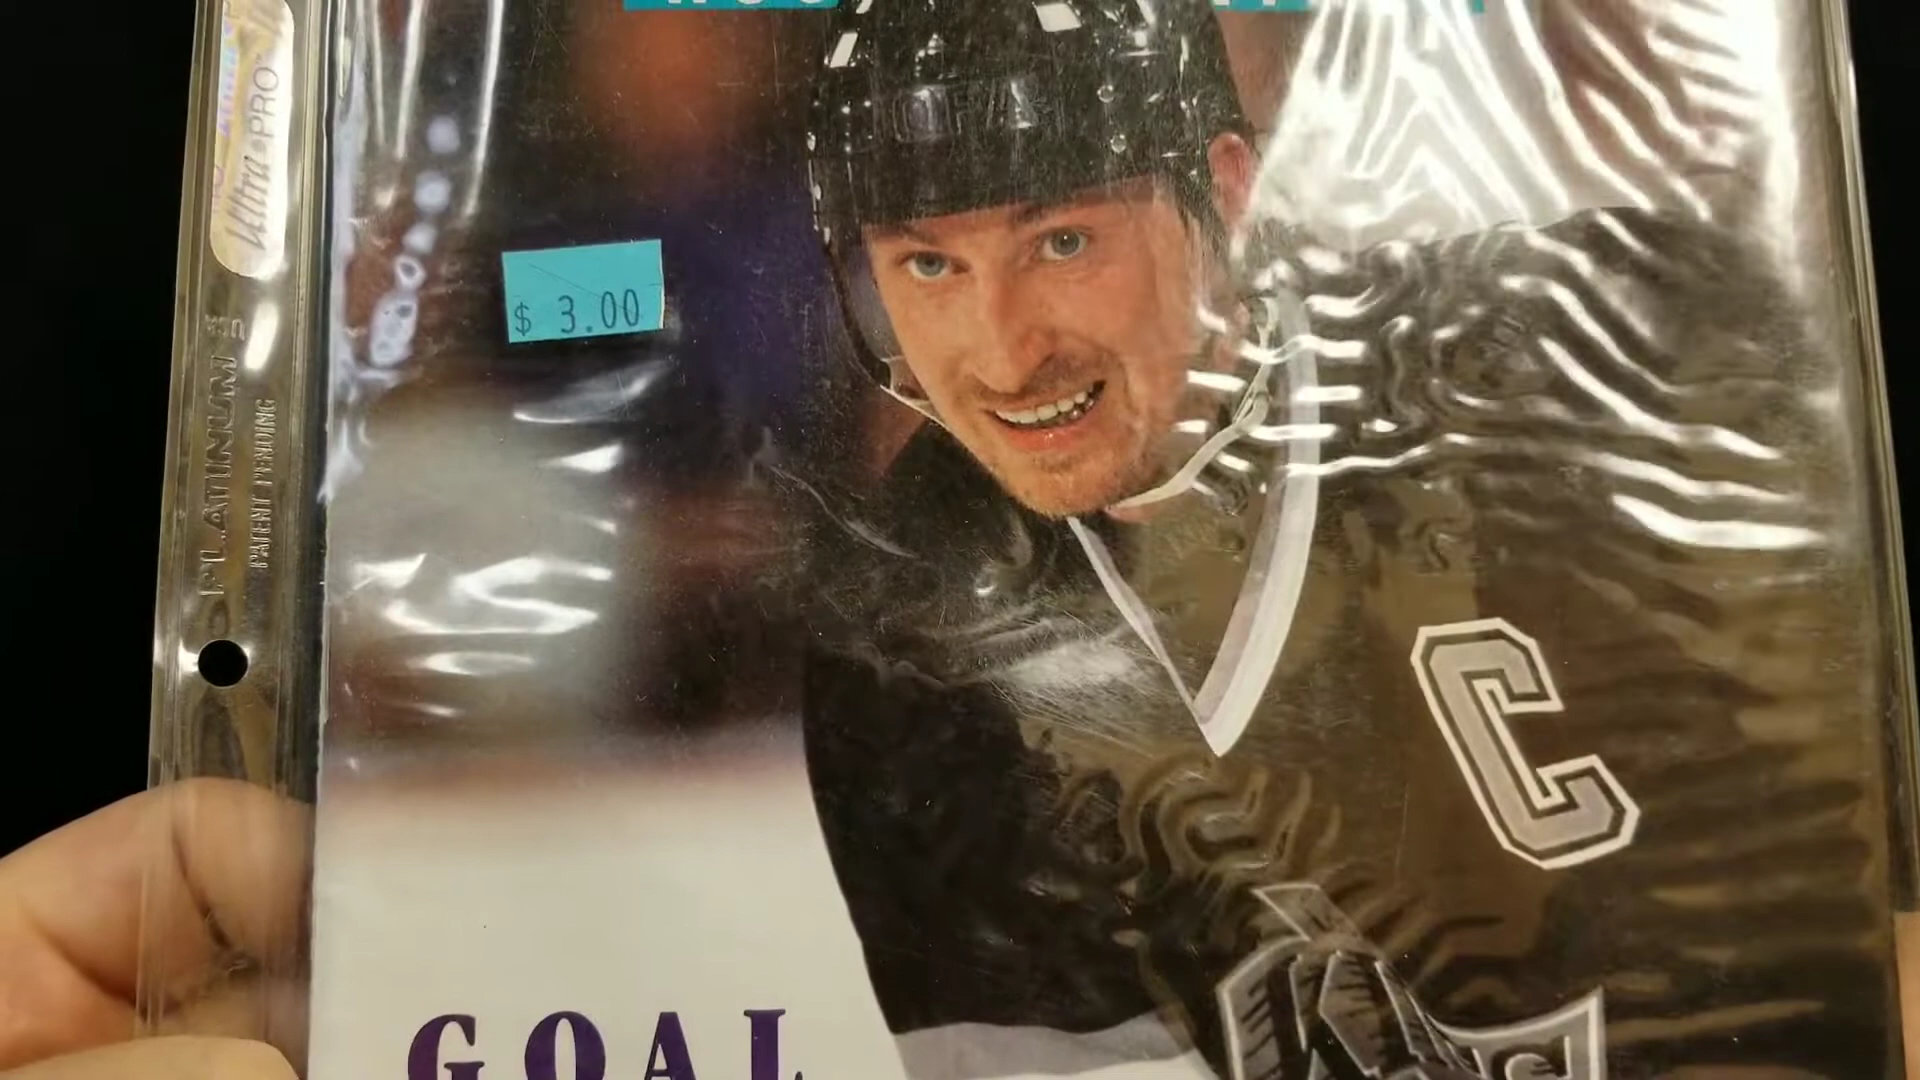 Ultra•PRO
PLATINUM
PATENT PENDING
$ 3.00
C
GOAL